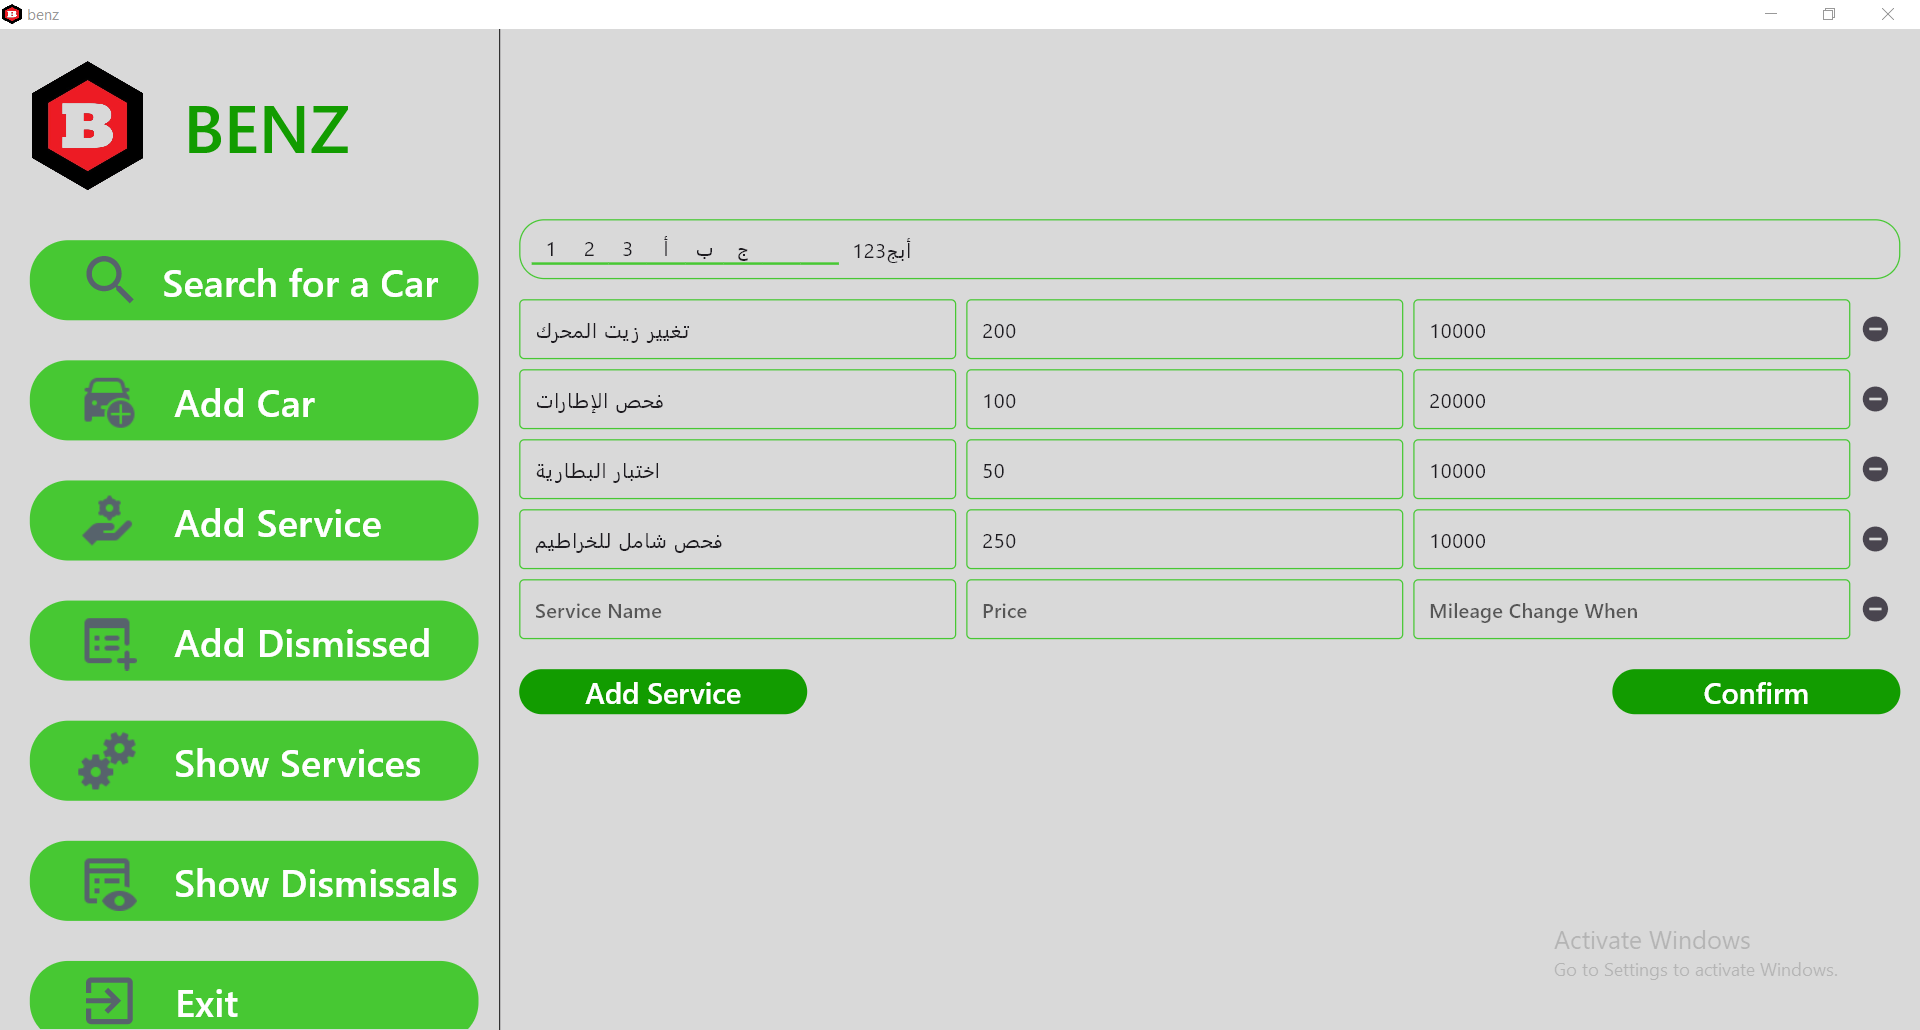 benz
B BENZ
Search for a Car
Add Car
Add Service
Add Dismissed
Show Services
Show Dismissals
Exit
1 2 3 أ ب ج أبج123
تغيير زيت المحرك 200 10000
فحص الإطارات 100 20000
اختبار البطارية 50 10000
فحص شامل للخراطيم 250 10000
Service Name Price Mileage Change When
Add Service Confirm
Activate Windows
Go to Settings to activate Windows.